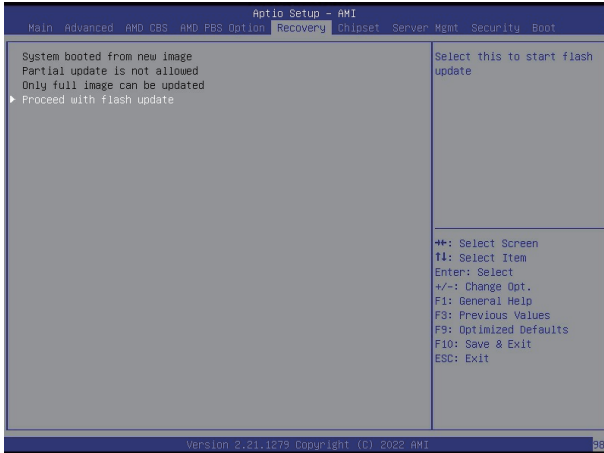 Aptio Setup - AMI
Main Advanced AMD CBS AMD PBS Option Recovery Chipset Server Mgmt Security Boot
System booted from new image
Partial update is not allowed
Only full image can be updated
Proceed with flash update
Select this to start flash
update
→←: Select Screen
↑↓: Select Item
Enter: Select
+/-: Change Opt.
F1: General Help
F3: Previous Values
F9: Optimized Defaults
F10: Save & Exit
ESC: Exit
Version 2.21.1279 Copyright (C) 2022 AMI
98